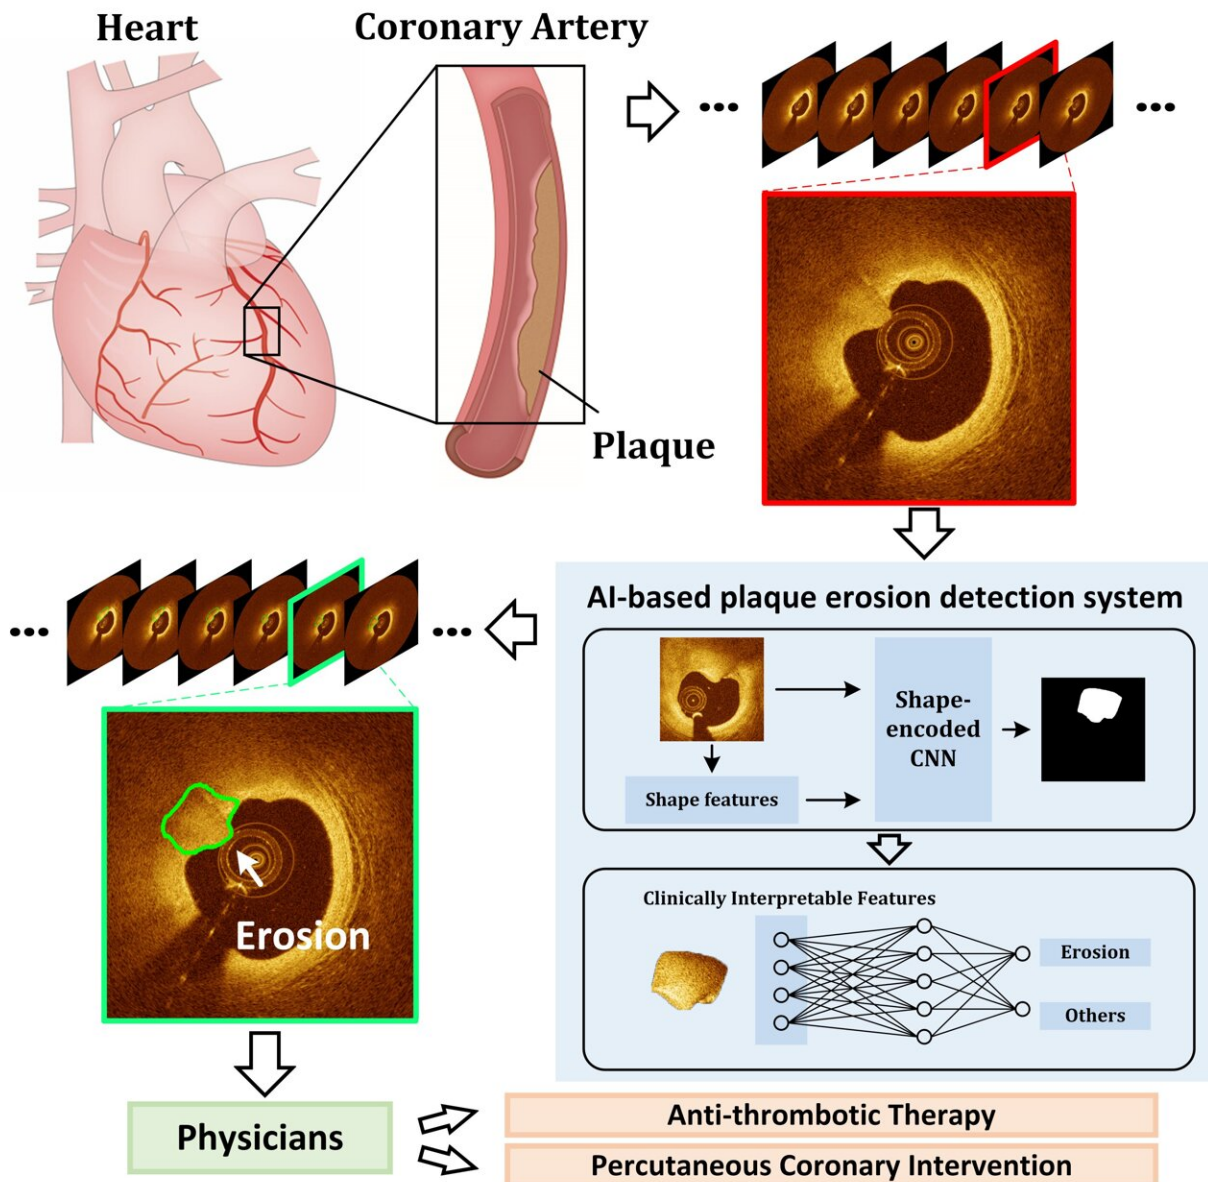 Heart
Coronary Artery
Plaque
AI-based plaque erosion detection system
Shape-
encoded
CNN
Shape features
Clinically Interpretable Features
Erosion
Others
Erosion
Physicians
Anti-thrombotic Therapy
Percutaneous Coronary Intervention